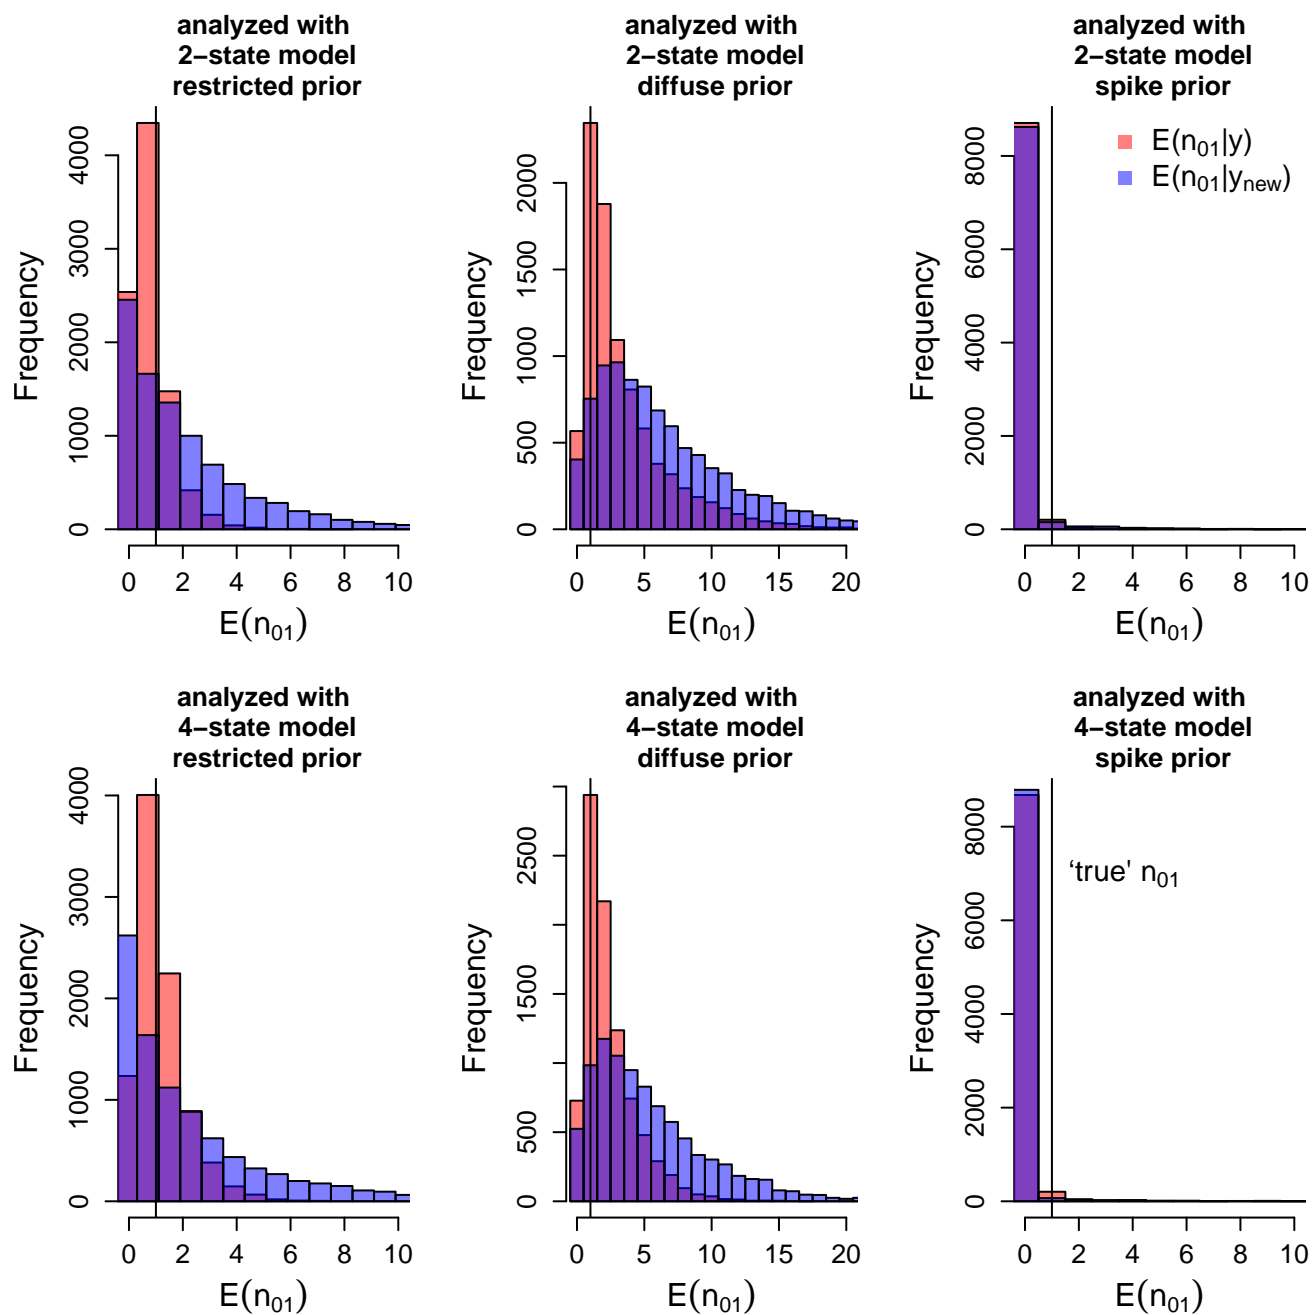 analyzed with
2−state model
restricted prior
analyzed with
2−state model
diffuse prior
analyzed with
2−state model
spike prior
E(n01|y)
E(n01|ynew)
Frequency
0 1000 2000 3000 4000
0 2 4 6 8 10
E(n01)
Frequency
0 500 1000 1500 2000
0 5 10 15 20
E(n01)
Frequency
0 2000 4000 6000 8000
0 2 4 6 8 10
E(n01)
analyzed with
4−state model
restricted prior
analyzed with
4−state model
diffuse prior
analyzed with
4−state model
spike prior
‘true' n01
Frequency
0 1000 2000 3000 4000
0 2 4 6 8 10
E(n01)
Frequency
0 500 1500 2500
0 5 10 15 20
E(n01)
Frequency
0 2000 4000 6000 8000
0 2 4 6 8 10
E(n01)